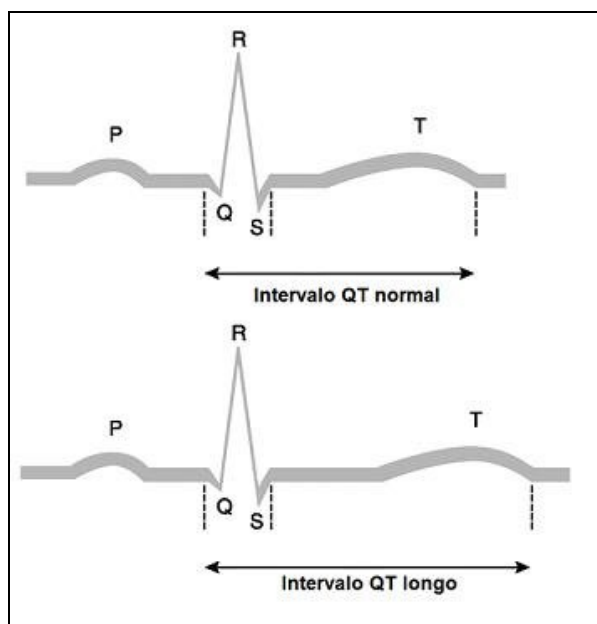 R
P
T
Q
S
Intervalo QT normal
R
P
T
Q
S
Intervalo QT longo